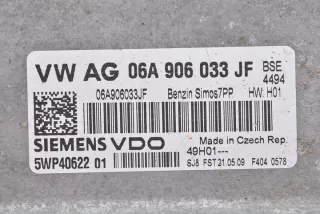 VW AG 06A 906 033 JF BSE
4494
06A906033JF Benzin Simos7PP HW: H01
SIEMENS VDO Made in Czech Rep.
49H01---
5WP40622 01 SJ8 FST 21.05.09 F404 0578